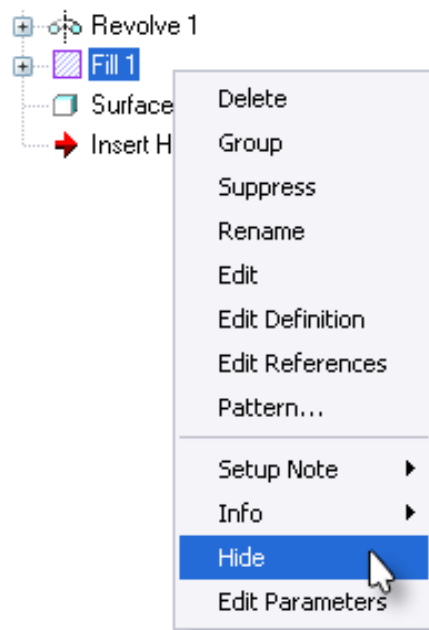 Revolve 1
Fill 1
Surface
Insert H
Delete
Group
Suppress
Rename
Edit
Edit Definition
Edit References
Pattern...
Setup Note
Info
Hide
Edit Parameters